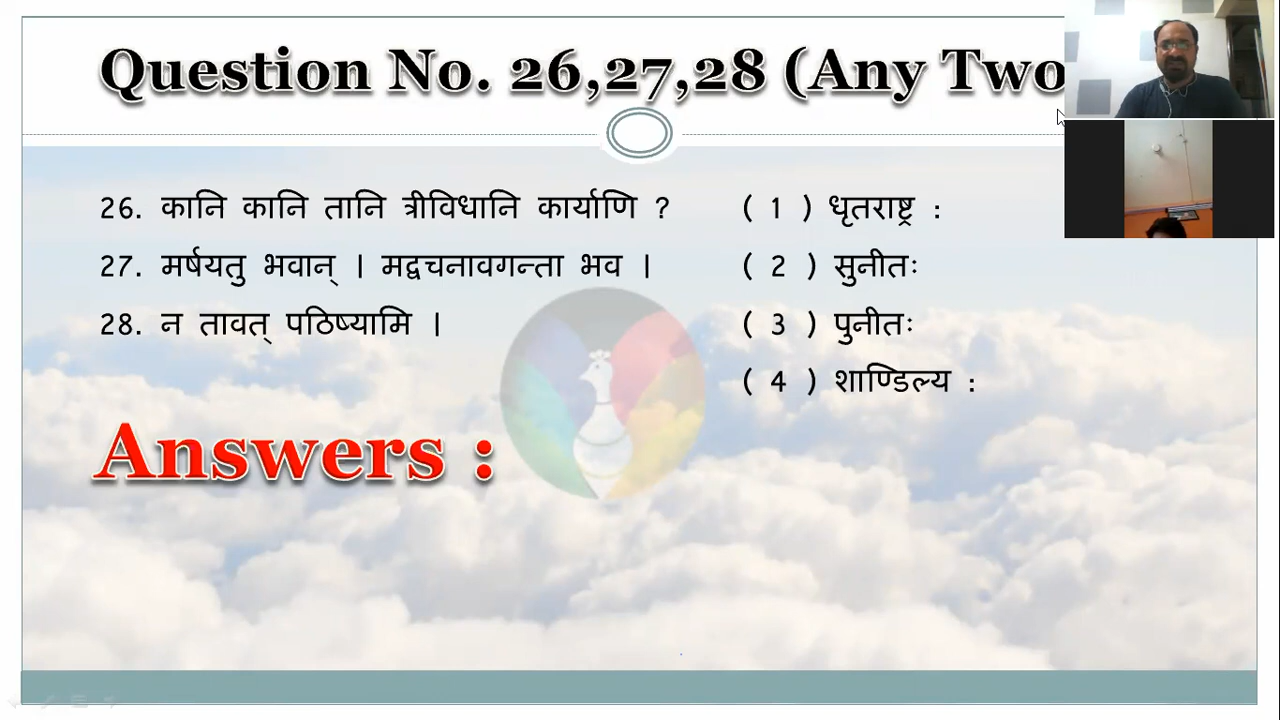 Question No. 26,27,28 (Any Two
26. कानि कानि तानि त्रीविधानि कार्याणि ? ( 1 ) धृतराष्ट्र :
27. मर्षयतु भवान् । मद्वचनावगन्ता भव । ( 2 ) सुनीतः
28. न तावत् पठिष्यामि । ( 3 ) पुनीतः
( 4 ) शाण्डिल्य :
Answers :